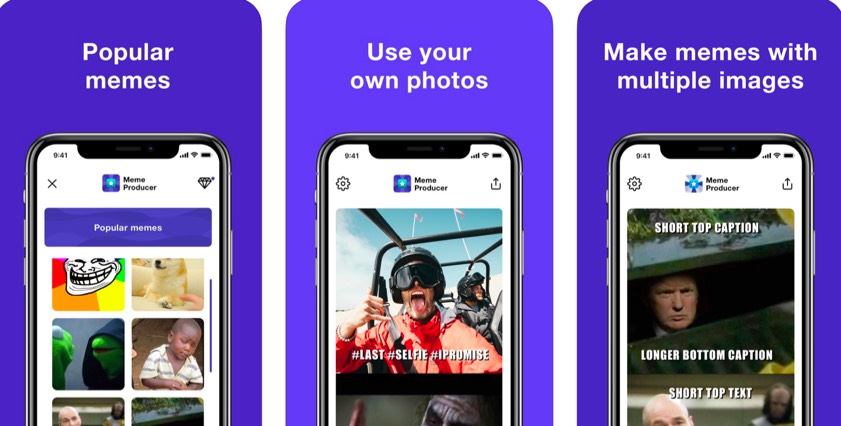 Popular
memes
9:41
Meme
Producer
Popular memes
Use your
own photos
9:41
Meme
Producer
#LAST #SELFIE #IPROMISE
Make memes with
multiple images
9:41
Meme
Producer
SHORT TOP CAPTION
LONGER BOTTOM CAPTION
SHORT TOP TEXT